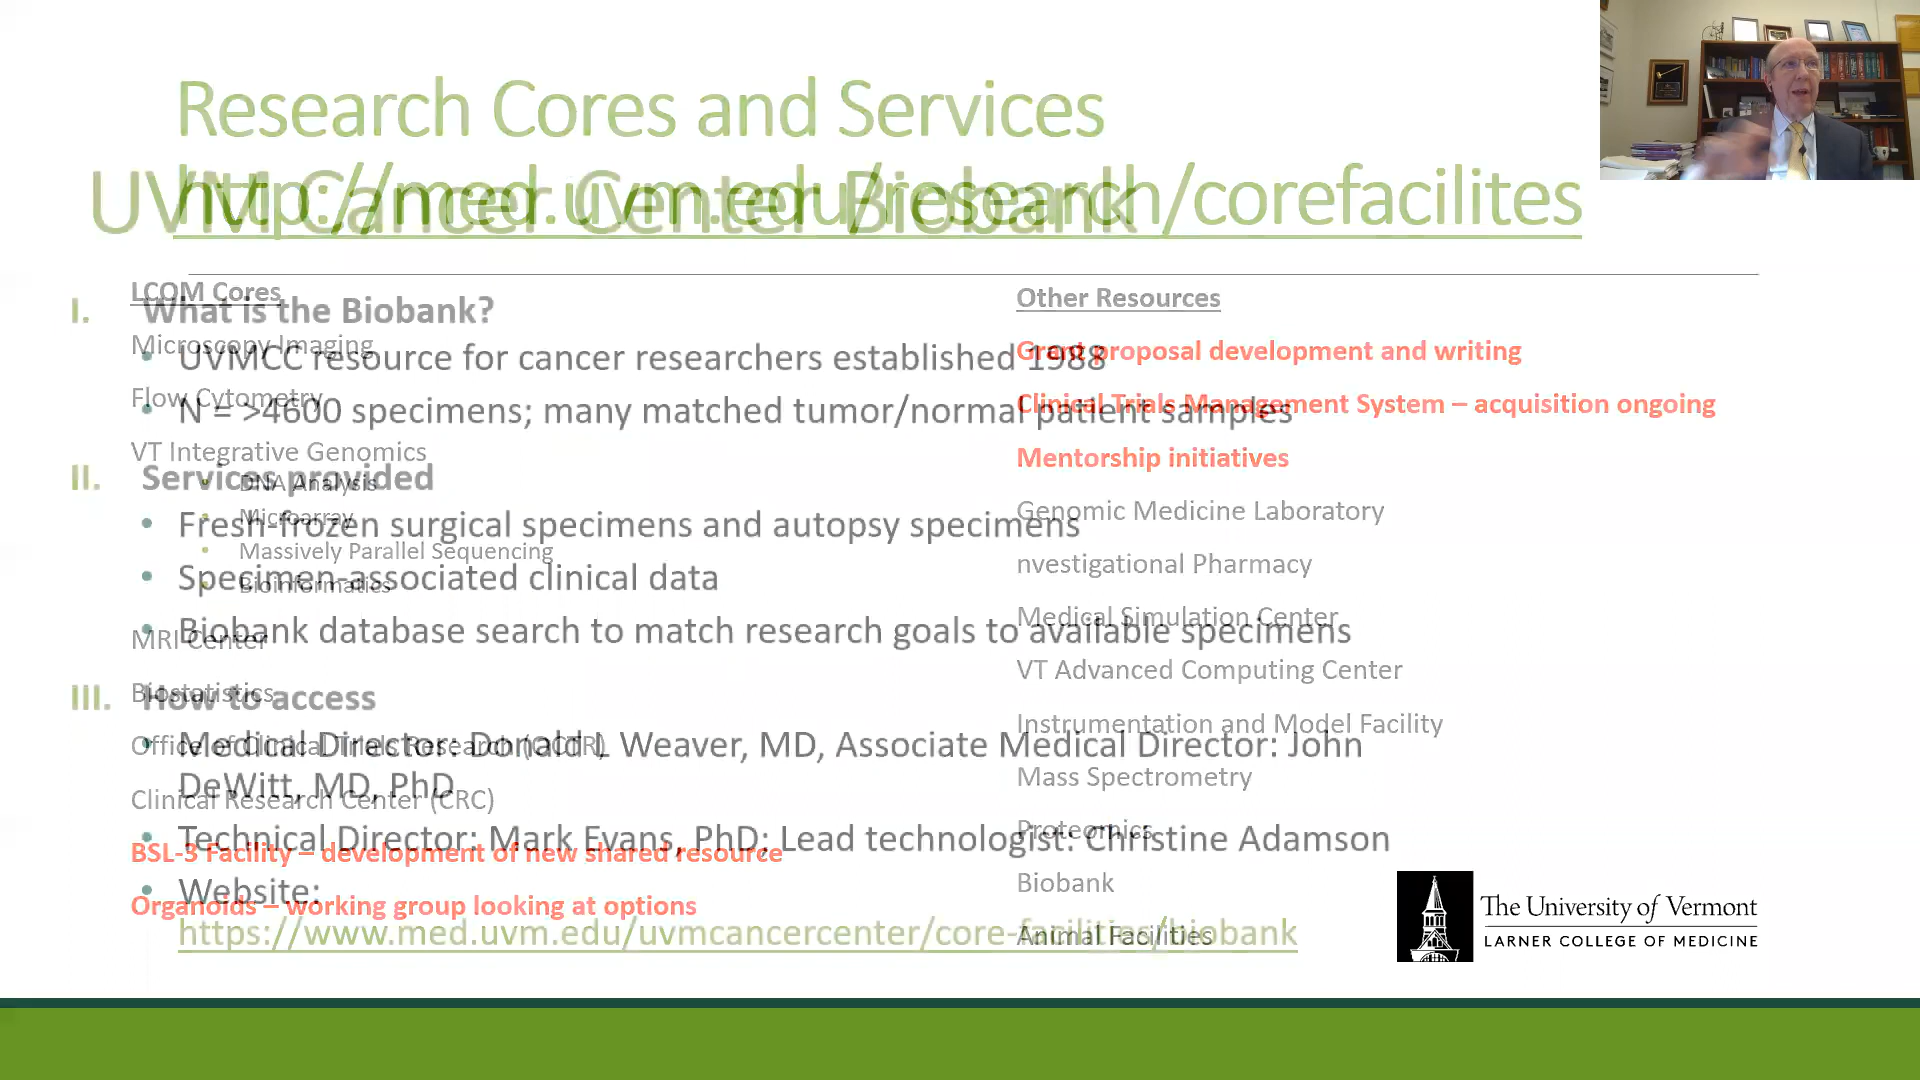 Research Cores and Services
http://med.uvm.edu/research/corefacilites
LCOM Cores
Microscopy Imaging
Flow Cytometry
VT Integrative Genomics
• DNA Analysis
• Microarray
• Massively Parallel Sequencing
• Bioinformatics
MRI Center
Biostatistics
Office of Clinical Trials Research (OCTR)
Clinical Research Center (CRC)
BSL-3 Facility – development of new shared resource
Organoids – working group looking at options
Other Resources
Grant proposal development and writing
Clinical Trials Management System – acquisition ongoing
Mentorship initiatives
Genomic Medicine Laboratory
nvestigational Pharmacy
Medical Simulation Center
VT Advanced Computing Center
Instrumentation and Model Facility
Mass Spectrometry
Proteomics
Biobank
Animal Facilities
UVM Cancer Center Biobank
I. What is the Biobank?
• UVMCC resource for cancer researchers established 1988
• N = >4600 specimens; many matched tumor/normal patient samples
II. Services provided
• Fresh-frozen surgical specimens and autopsy specimens
• Specimen-associated clinical data
• Biobank database search to match research goals to available specimens
III. How to access
• Medical Director: Donald L Weaver, MD, Associate Medical Director: John
DeWitt, MD, PhD
• Technical Director: Mark Evans, PhD; Lead technologist: Christine Adamson
• Website:
https://www.med.uvm.edu/uvmcancercenter/core-facilities/biobank
The University of Vermont
LARNER COLLEGE OF MEDICINE